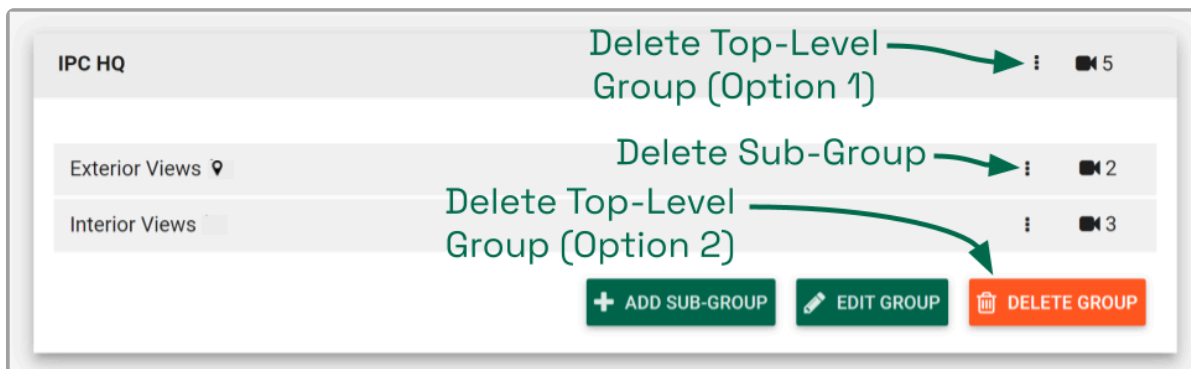 IPC HQ
Delete Top-Level
Group (Option 1)
5
Exterior Views
Delete Sub-Group
2
Interior Views
Delete Top-Level
Group (Option 2)
3
ADD SUB-GROUP
EDIT GROUP
DELETE GROUP